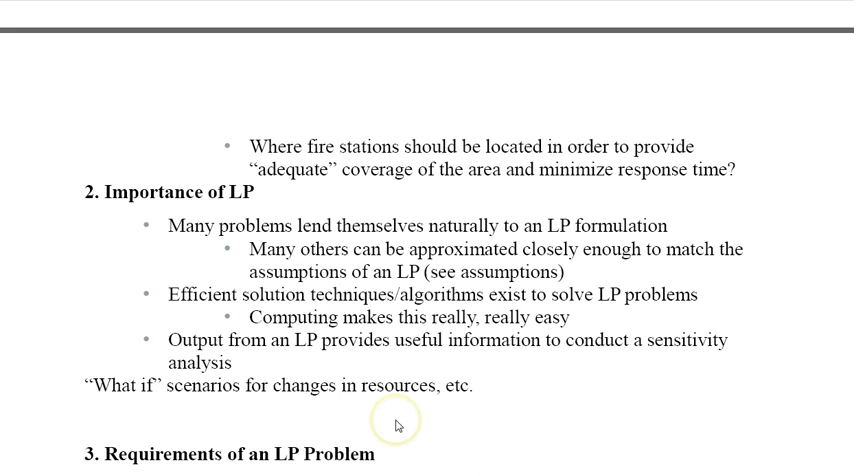 • Where fire stations should be located in order to provide
“adequate” coverage of the area and minimize response time?
2. Importance of LP
• Many problems lend themselves naturally to an LP formulation
• Many others can be approximated closely enough to match the
assumptions of an LP (see assumptions)
• Efficient solution techniques/algorithms exist to solve LP problems
• Computing makes this really, really easy
• Output from an LP provides useful information to conduct a sensitivity
analysis
“What if” scenarios for changes in resources, etc.
3. Requirements of an LP Problem